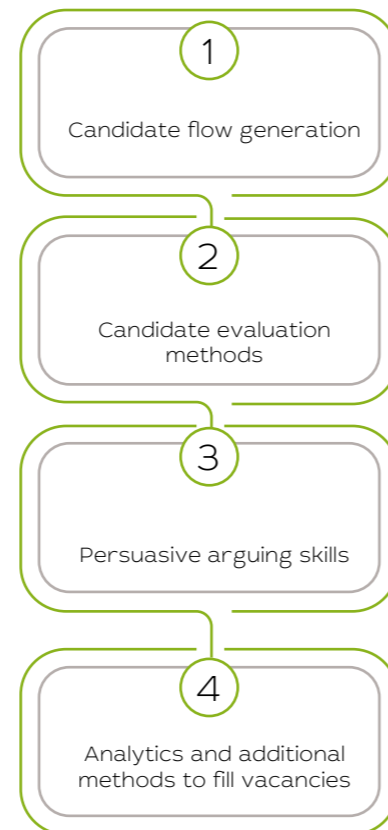 1
Candidate flow generation
2
Candidate evaluation
methods
3
Persuasive arguing skills
4
Analytics and additional
methods to fill vacancies